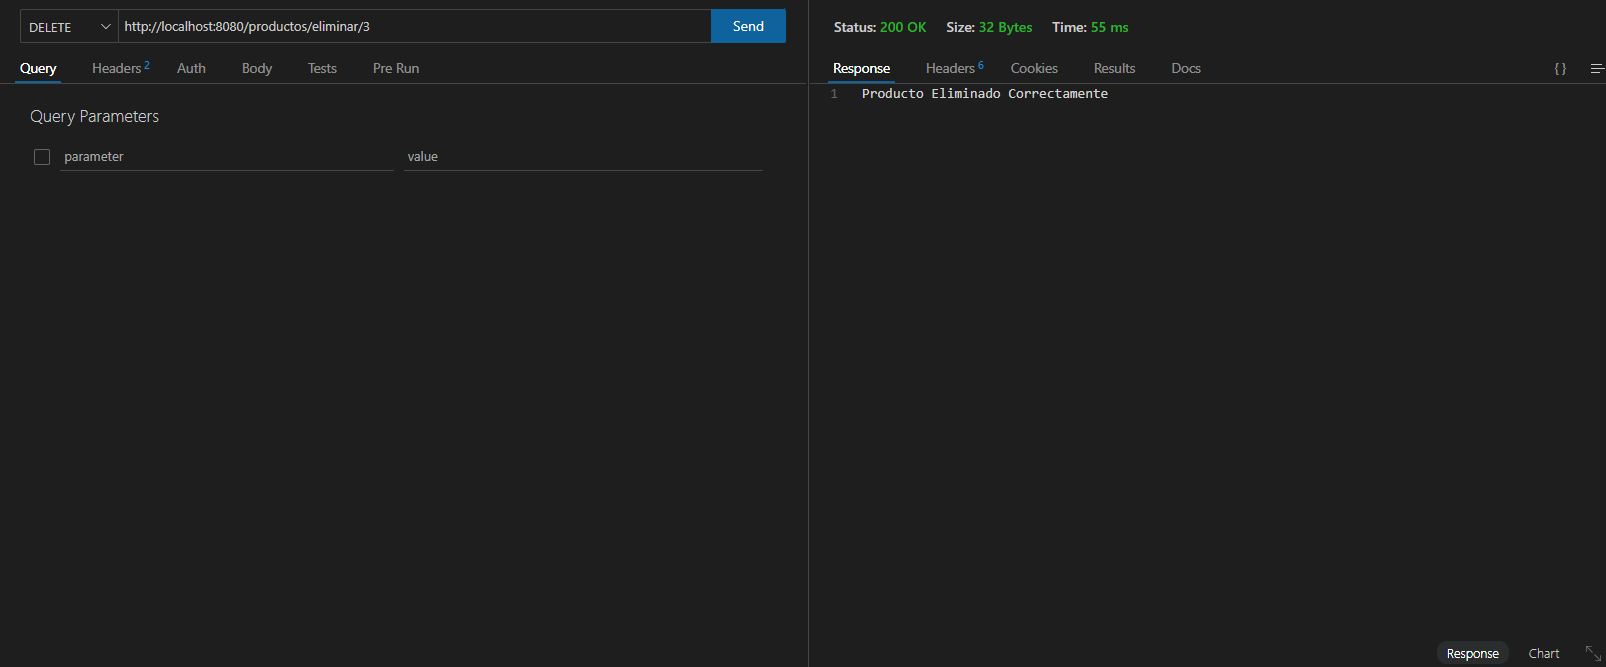 DELETE http://localhost:8080/productos/eliminar/3 Send
Query Headers 2 Auth Body Tests Pre Run
Query Parameters
parameter value
Status: 200 OK Size: 32 Bytes Time: 55 ms
Response Headers 6 Cookies Results Docs { }
1 Producto Eliminado Correctamente
Response Chart